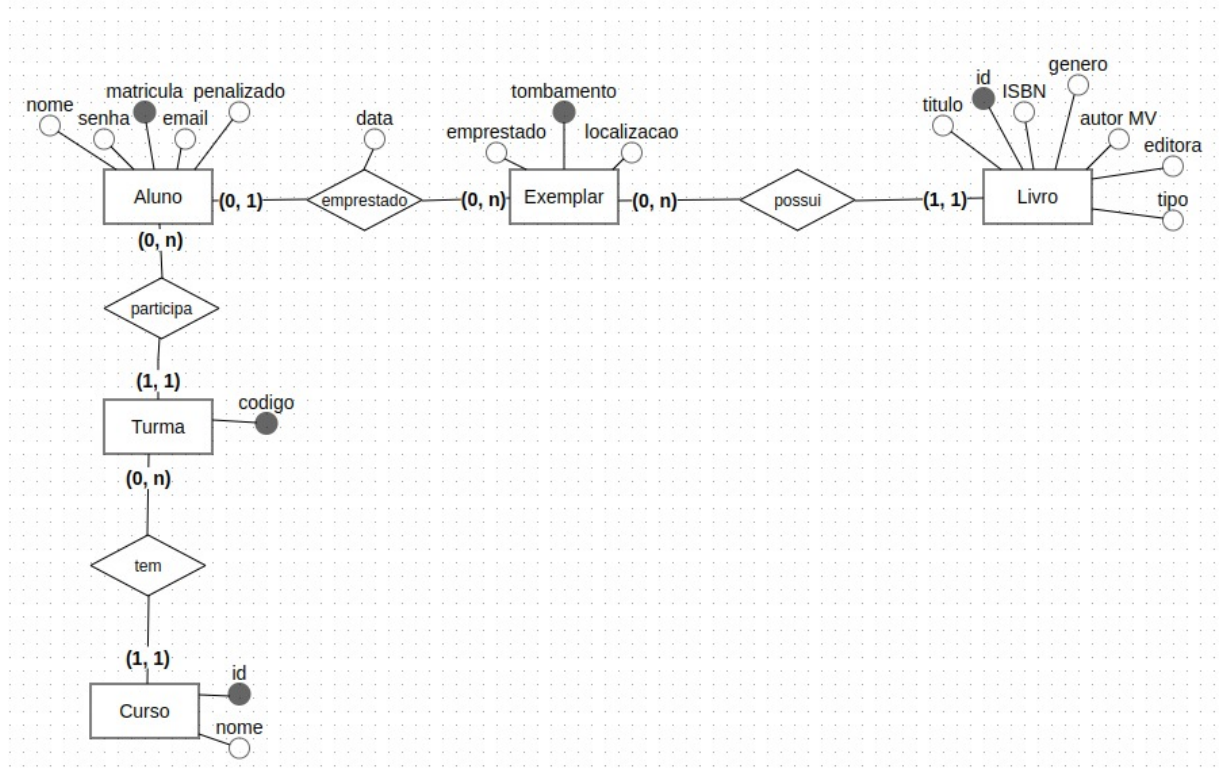 nome
senha
matricula
email
penalizado
Aluno
(0, 1)
data
emprestado
(0, n)
emprestado
tombamento
localizacao
Exemplar
(0, n)
possui
(1, 1)
titulo
id
ISBN
genero
autor MV
editora
tipo
Livro
(0, n)
participa
(1, 1)
Turma
codigo
(0, n)
tem
(1, 1)
Curso
id
nome